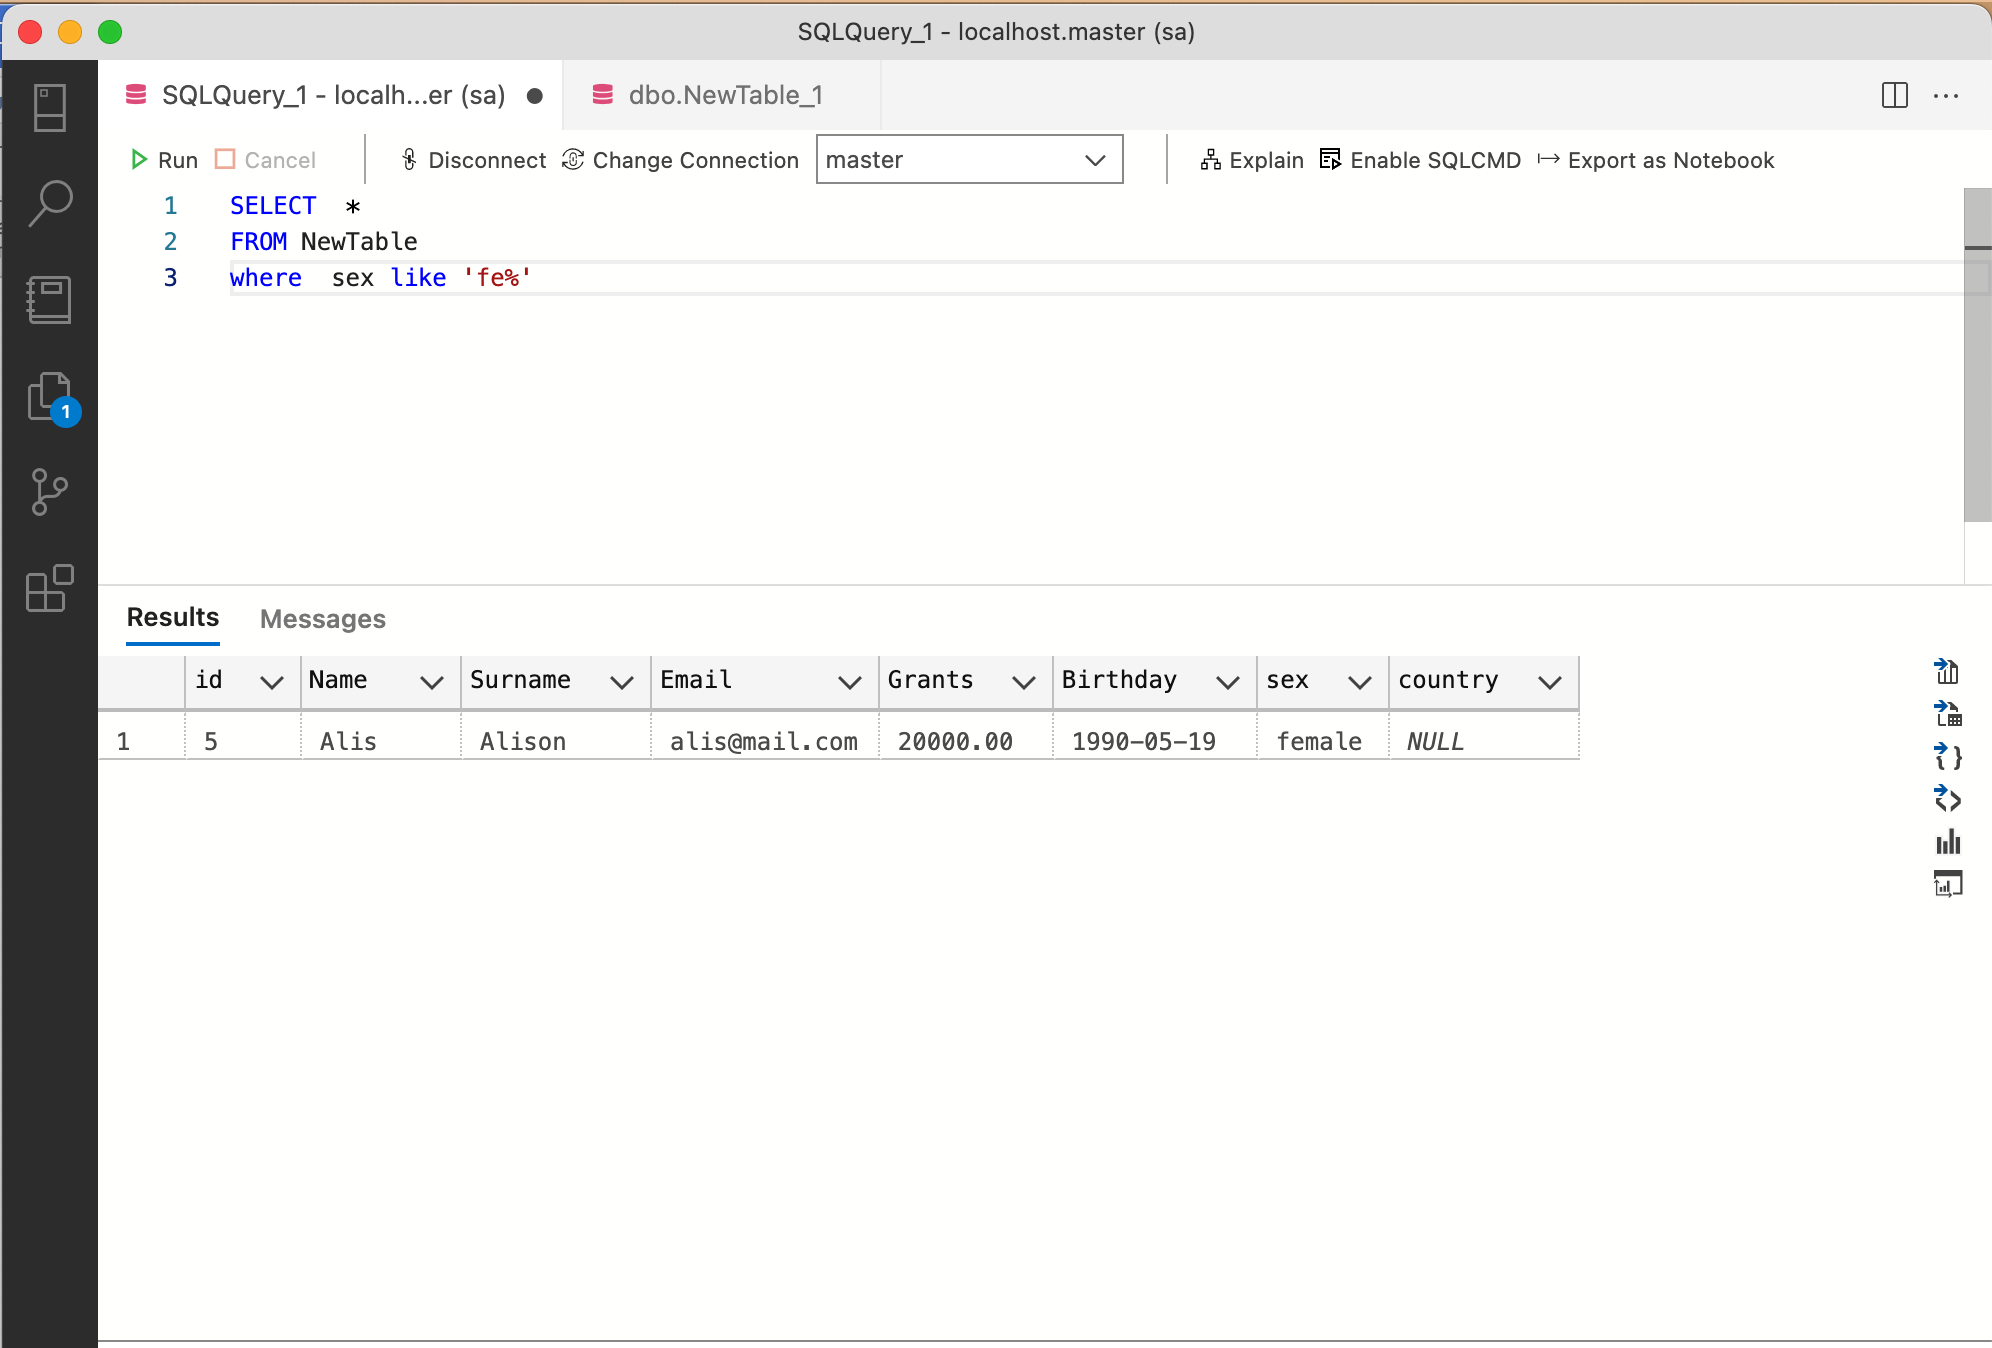 SQLQuery_1 - localhost.master (sa)
SQLQuery_1 - localh...er (sa) dbo.NewTable_1
Run Cancel Disconnect Change Connection master Explain Enable SQLCMD Export as Notebook
1 SELECT *
2 FROM NewTable
3 where sex like 'fe%'
1
Results Messages
id Name Surname Email Grants Birthday sex country
1 5 Alis Alison alis@mail.com 20000.00 1990-05-19 female NULL